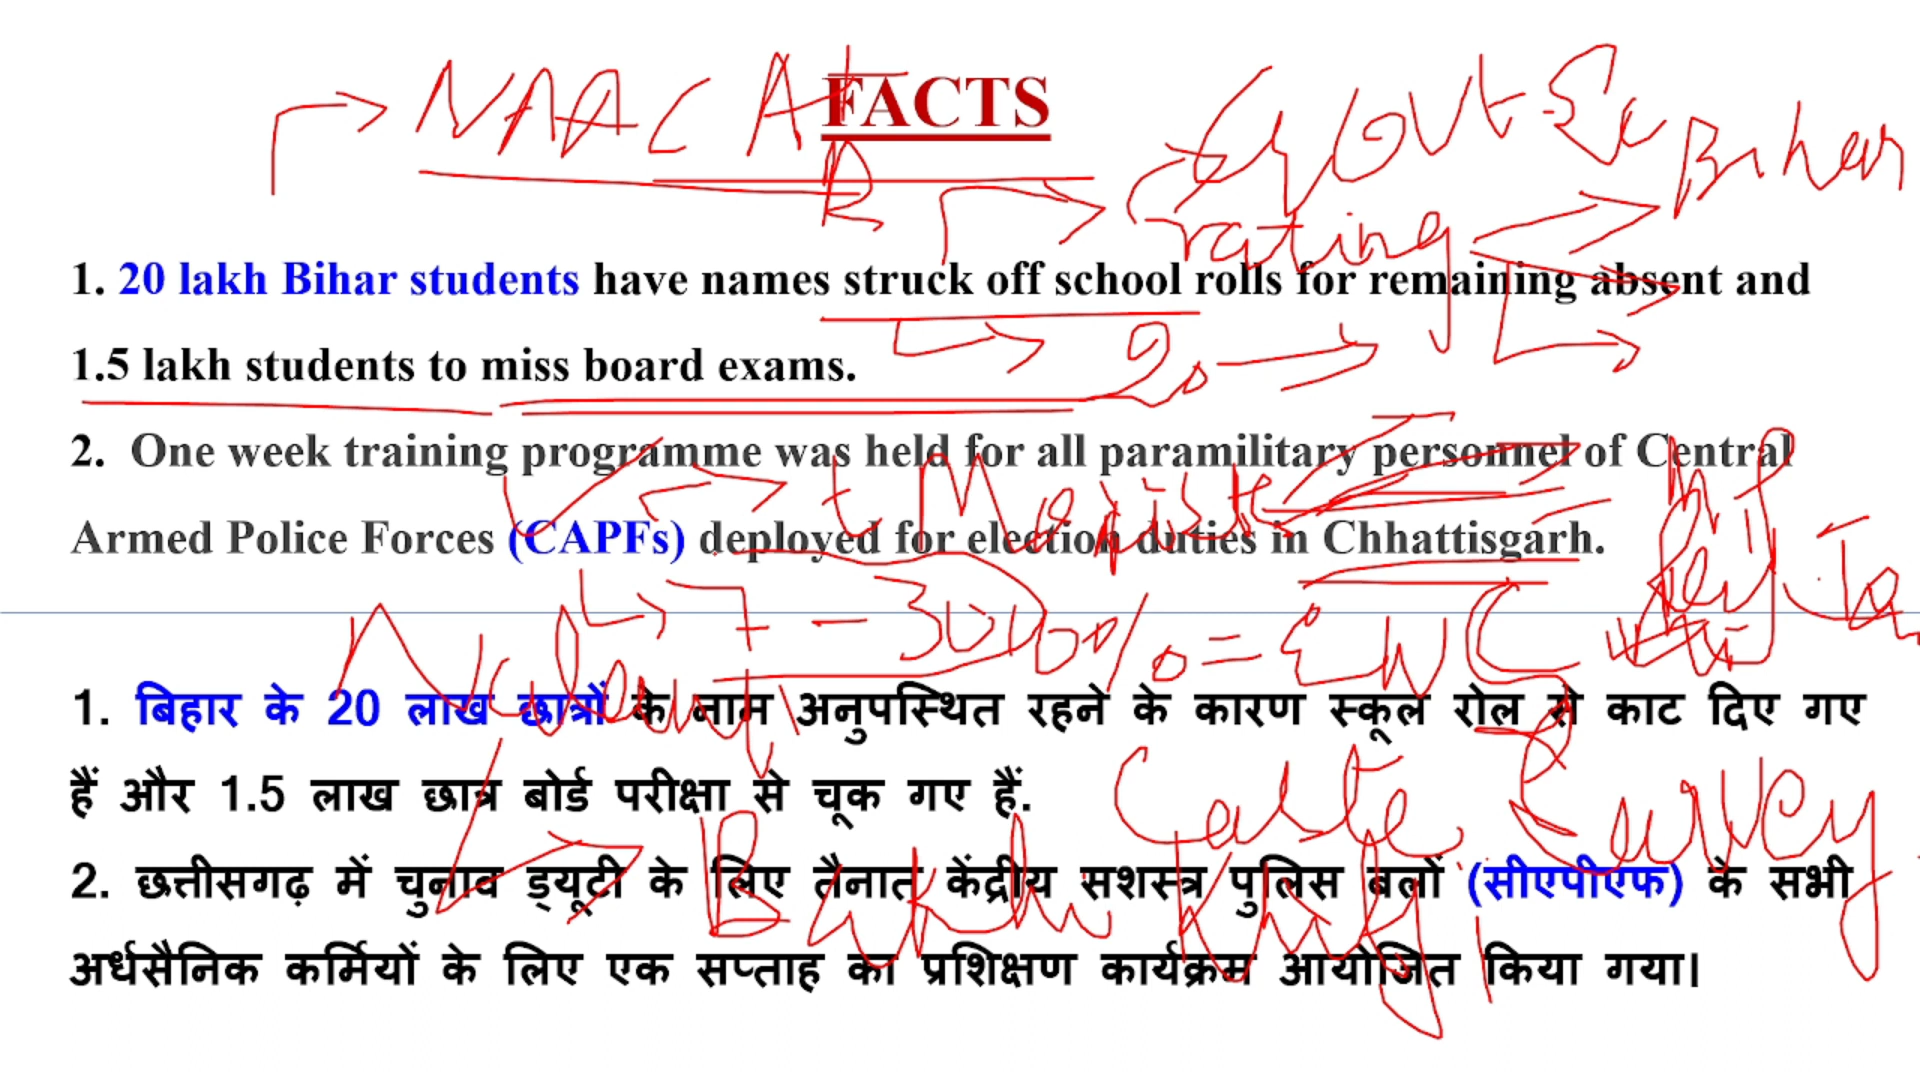 NAAC A+
FACTS
Govt
Bihar
rating
1. 20 lakh Bihar students have names struck off school rolls for remaining absent and
20
1.5 lakh students to miss board exams.
2. One week training programme was held for all paramilitary personnel of Central
Armed Police Forces (CAPFs) deployed for election duties in Chhattisgarh.
7 - 30
1. बिहार के 20 लाख छात्रों के नाम अनुपस्थित रहने के कारण स्कूल रोल से काट दिए गए
हैं और 1.5 लाख छात्र बोर्ड परीक्षा से चूक गए हैं.
Caste Survey
2. छत्तीसगढ़ में चुनाव ड्यूटी के लिए तैनात केंद्रीय सशस्त्र पुलिस बलों (सीएपीएफ) के सभी
अर्धसैनिक कर्मियों के लिए एक सप्ताह का प्रशिक्षण कार्यक्रम आयोजित किया गया।